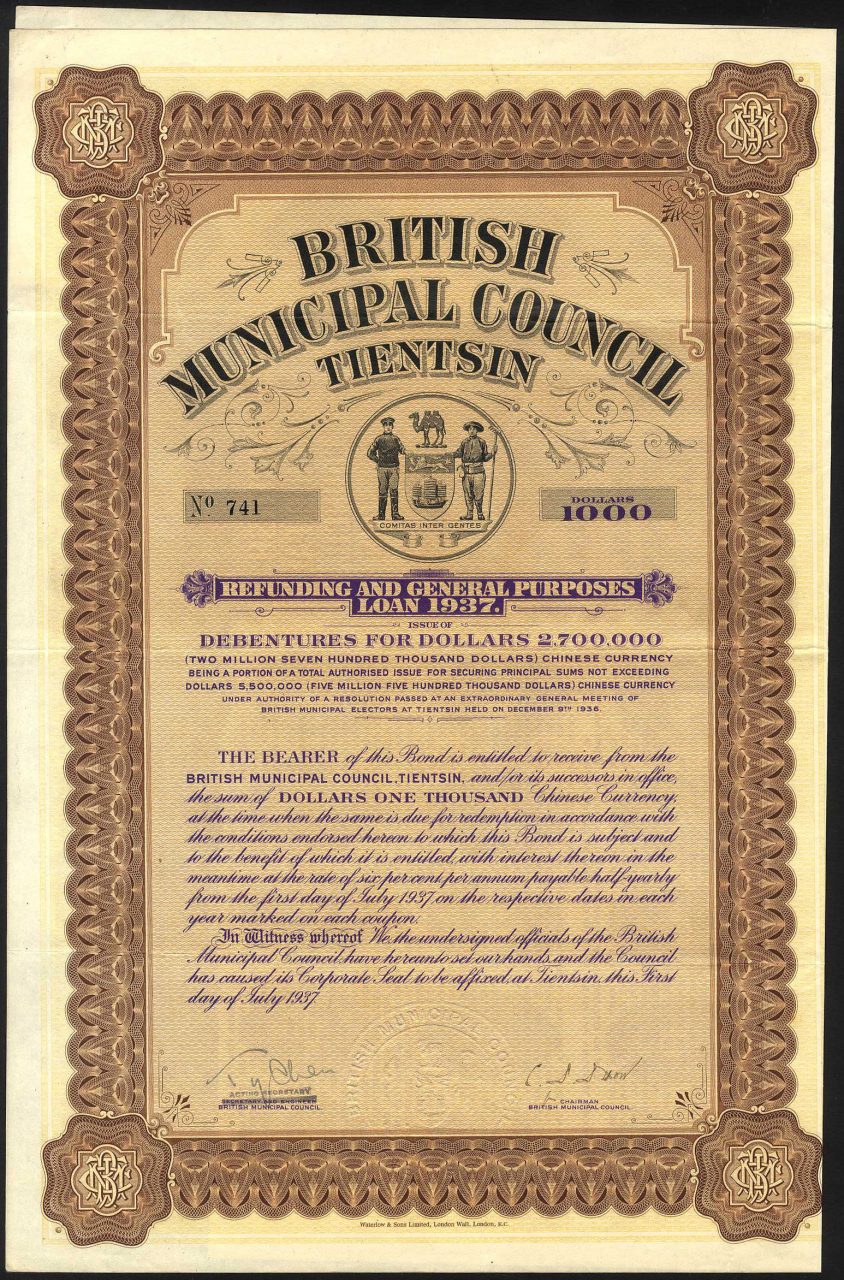 BRITISH
MUNICIPAL COUNCIL
TIENTSIN
No. 741
DOLLARS
1000
COMITAS INTER GENTES
REFUNDING AND GENERAL PURPOSES
LOAN 1937.
ISSUE OF
DEBENTURES FOR DOLLARS 2,700,000
(TWO MILLION SEVEN HUNDRED THOUSAND DOLLARS) CHINESE CURRENCY
BEING A PORTION OF A TOTAL AUTHORISED ISSUE FOR SECURING PRINCIPAL SUMS NOT EXCEEDING
DOLLARS 5,500,000 (FIVE MILLION FIVE HUNDRED THOUSAND DOLLARS) CHINESE CURRENCY
UNDER AUTHORITY OF A RESOLUTION PASSED AT AN EXTRAORDINARY GENERAL MEETING OF
BRITISH MUNICIPAL ELECTORS AT TIENTSIN HELD ON DECEMBER 9TH 1936.
THE BEARER of this Bond is entitled to receive from the
BRITISH MUNICIPAL COUNCIL, TIENTSIN, and/or its successors in office,
the sum of DOLLARS ONE THOUSAND Chinese Currency,
at the time when the same is due for redemption in accordance with
the conditions endorsed hereon to which this Bond is subject and
to the benefit of which it is entitled, with interest thereon in the
meantime at the rate of six per cent. per annum payable half-yearly
from the first day of July 1937 on the respective dates in each
year marked on each coupon.
In Witness whereof We the undersigned officials of the British
Municipal Council have hereunto set our hands and the Council
has caused its Corporate Seal to be affixed at Tientsin this First
day of July 1937
BRITISH MUNICIPAL COU
ACTING SECRETARY
SECRETARY AND ENGINEER
BRITISH MUNICIPAL COUNCIL.
CHAIRMAN
BRITISH MUNICIPAL COUNCIL
Waterlow & Sons Limited, London Wall, London, E.C.